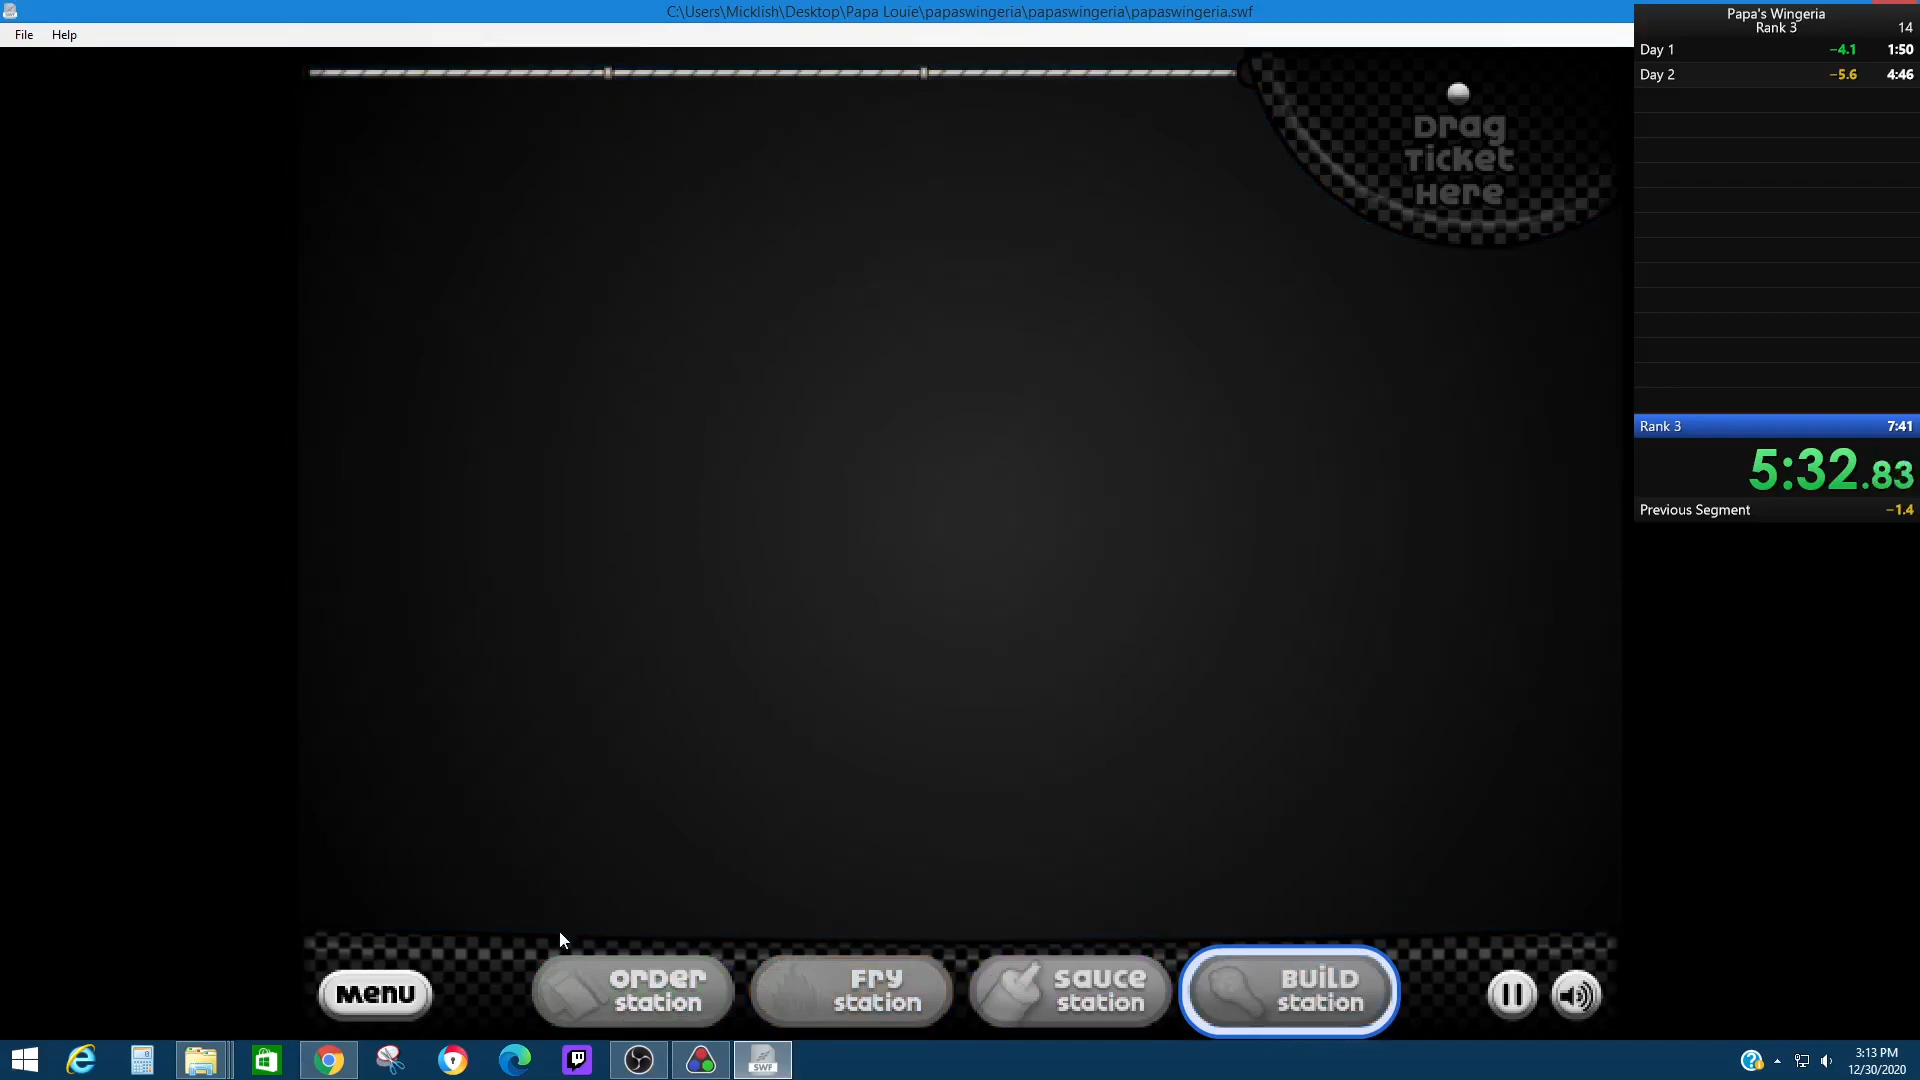 C:\Users\Micklish\Desktop\Papa Louie\papaswingeria\papaswingeria\papaswingeria.swf
File Help
Papa's Wingeria
Rank 3 14
Day 1 −4.1 1:50
Day 2 −5.6 4:46
Drag
Ticket
Here
Rank 3 7:41
5:32.83
Previous Segment −1.4
Menu
Order station
Fry station
Sauce station
Build station
SWF
3:13 PM
12/30/2020